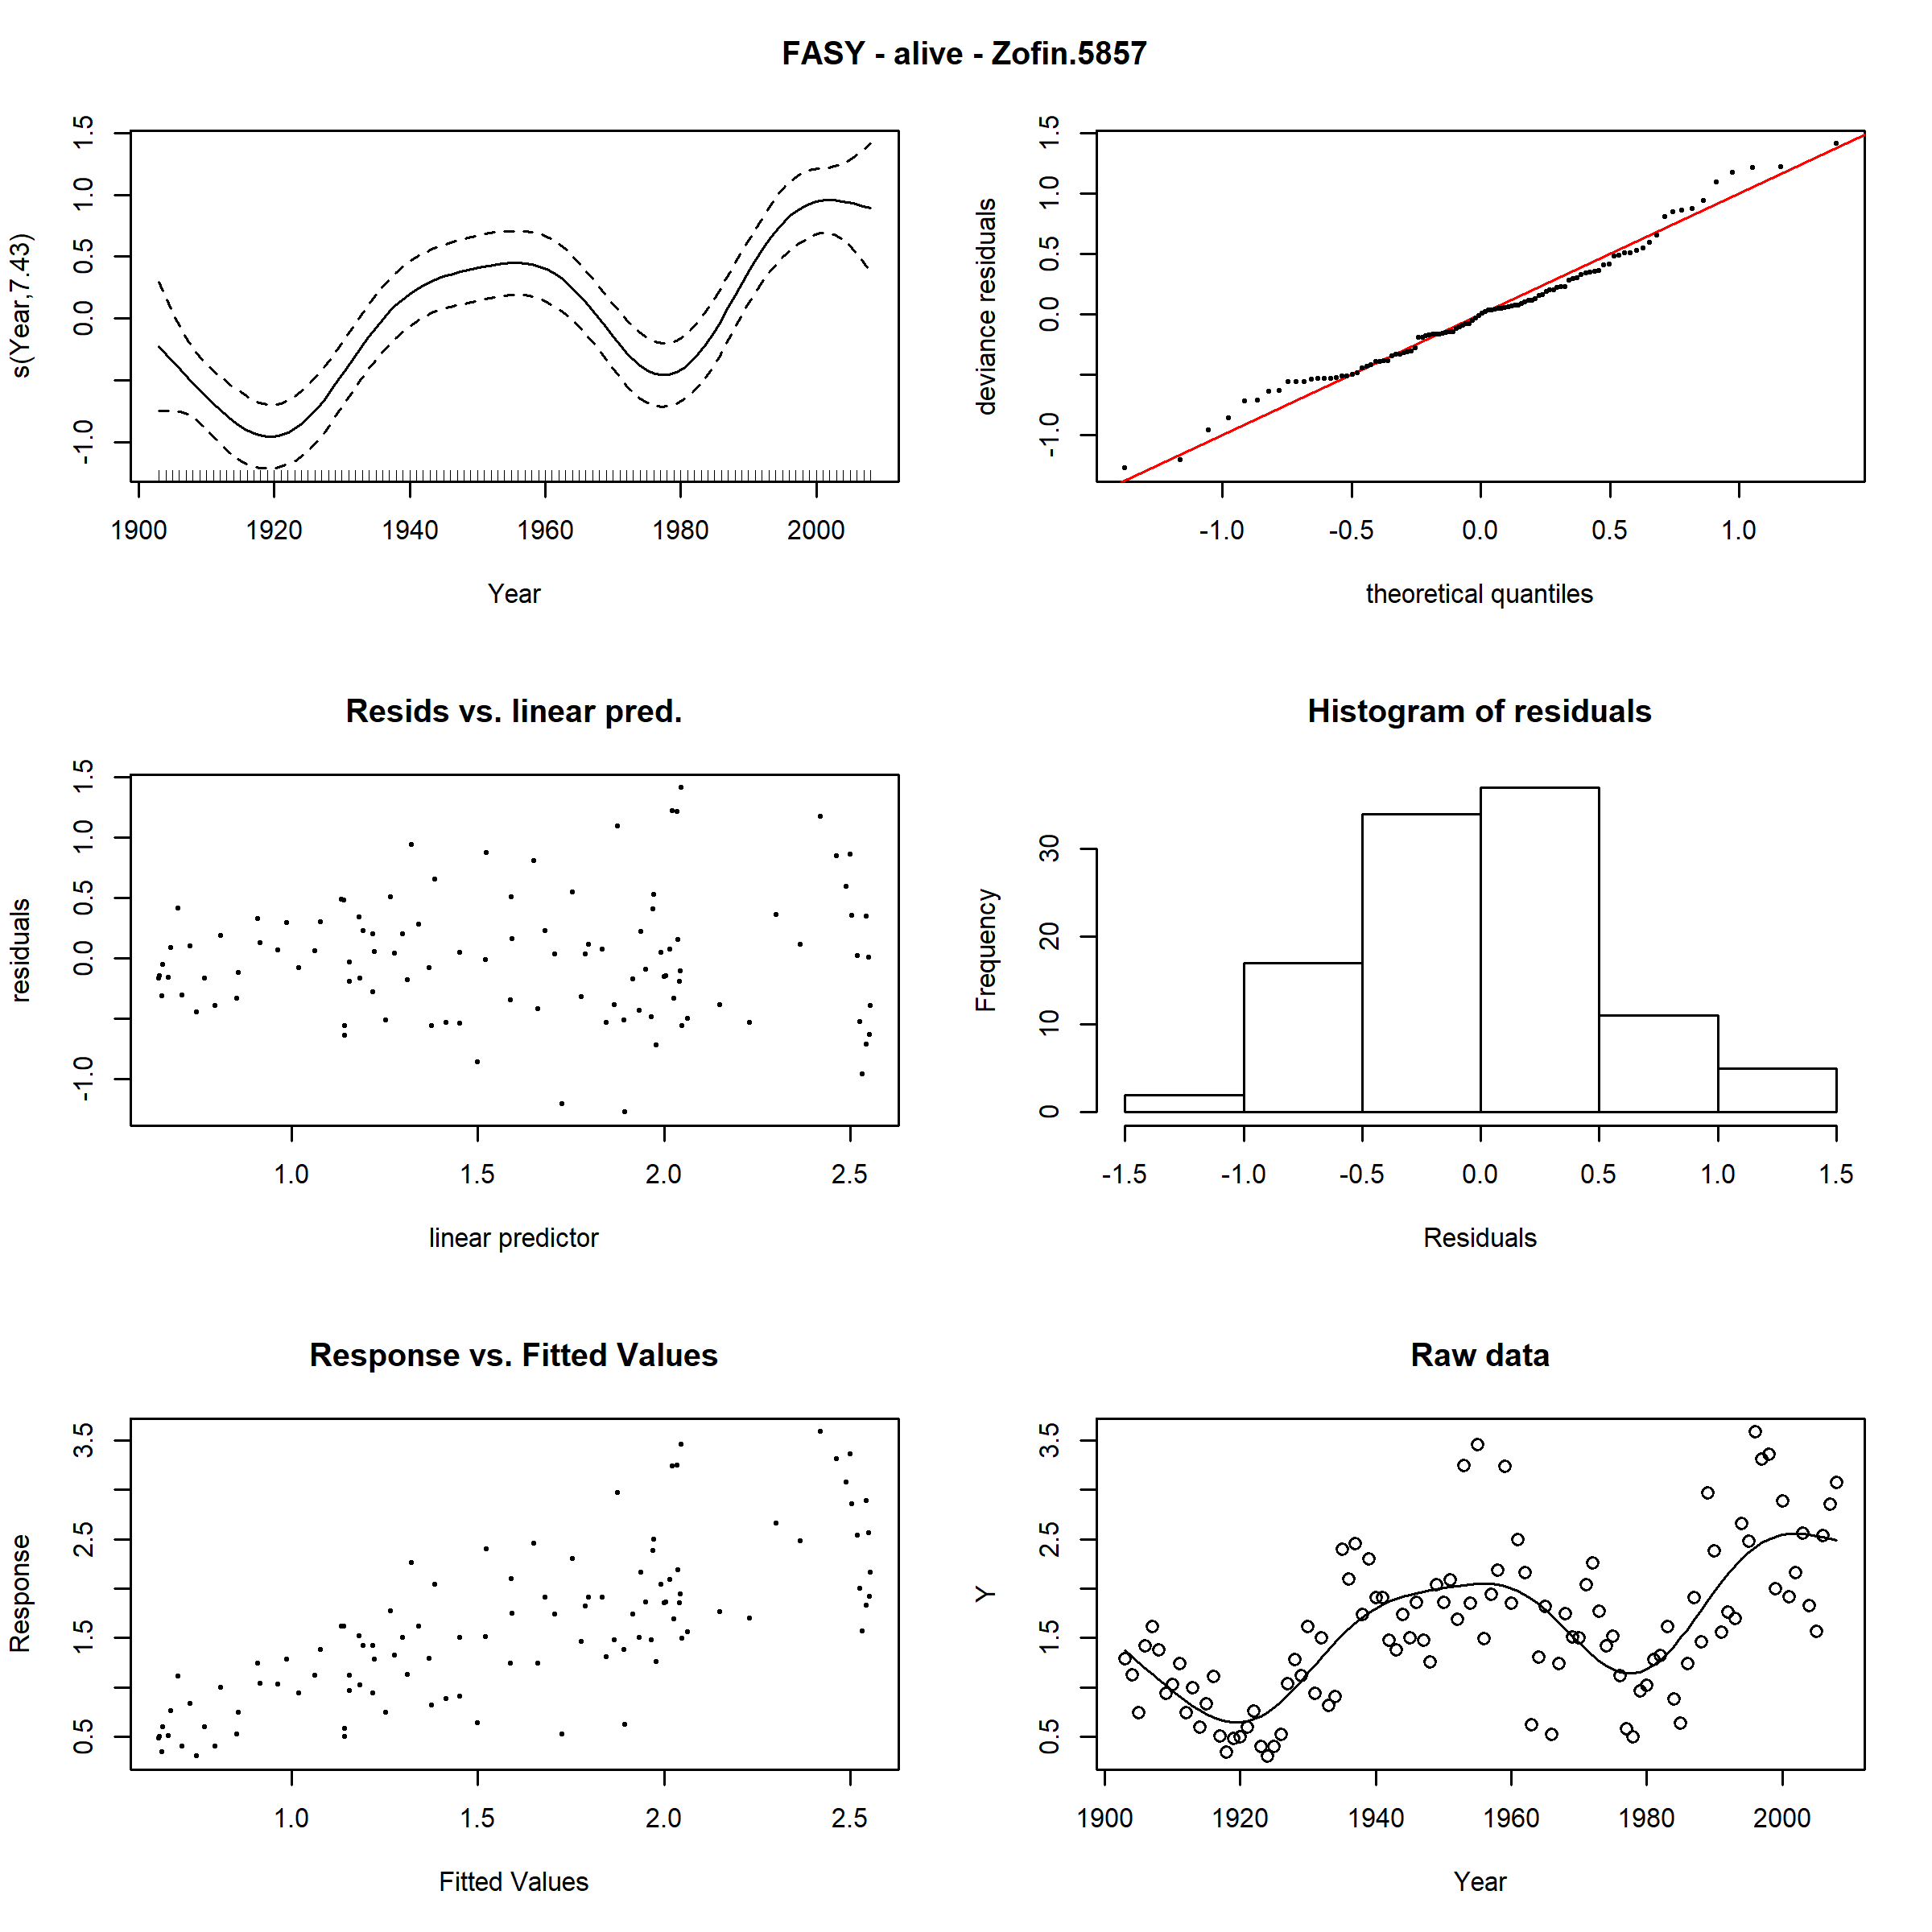 FASY - alive - Zofin.5857
s(Year,7.43)
-1.0 0.0 0.5 1.0 1.5
1900 1920 1940 1960 1980 2000
Year
deviance residuals
-1.0 0.0 0.5 1.0 1.5
-1.0 -0.5 0.0 0.5 1.0
theoretical quantiles
Resids vs. linear pred.
residuals
-1.0 0.0 0.5 1.0 1.5
1.0 1.5 2.0 2.5
linear predictor
Histogram of residuals
Frequency
0 10 20 30
-1.5 -1.0 -0.5 0.0 0.5 1.0 1.5
Residuals
Response vs. Fitted Values
Response
0.5 1.5 2.5 3.5
1.0 1.5 2.0 2.5
Fitted Values
Raw data
Y
0.5 1.5 2.5 3.5
1900 1920 1940 1960 1980 2000
Year